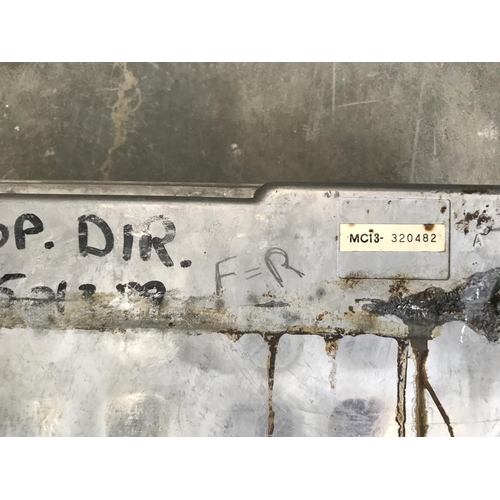 OP. DIR.
F=R
MC13- 320482
A